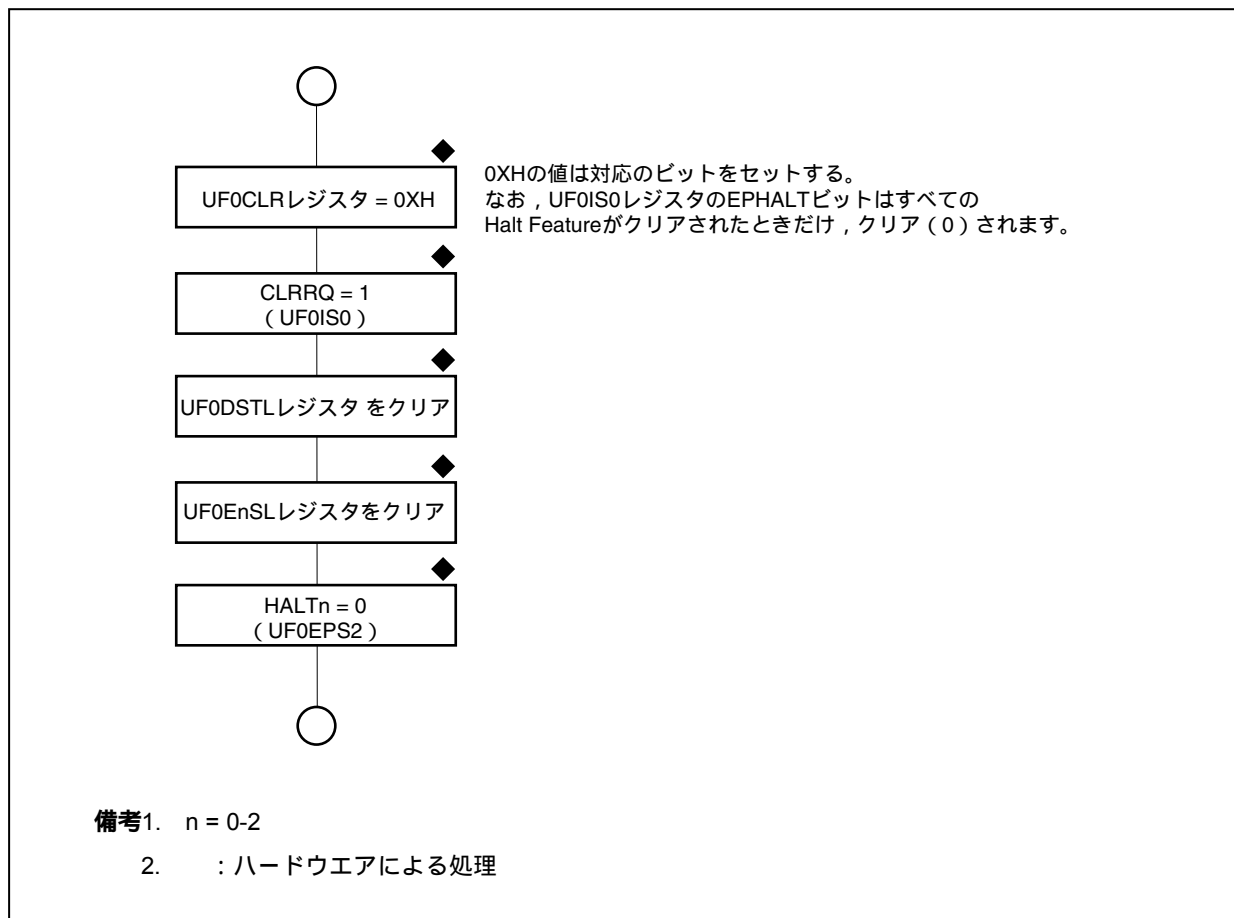 UF0CLRレジスタ = 0XH
0XHの値は対応のビットをセットする。
なお，UF0IS0レジスタのEPHALTビットはすべての
Halt Featureがクリアされたときだけ，クリア（0）されます。
CLRRQ = 1
（UF0IS0）
UF0DSTLレジスタ をクリア
UF0EnSLレジスタをクリア
HALTn = 0
（UF0EPS2）
備考1. n = 0-2
2. ：ハードウエアによる処理